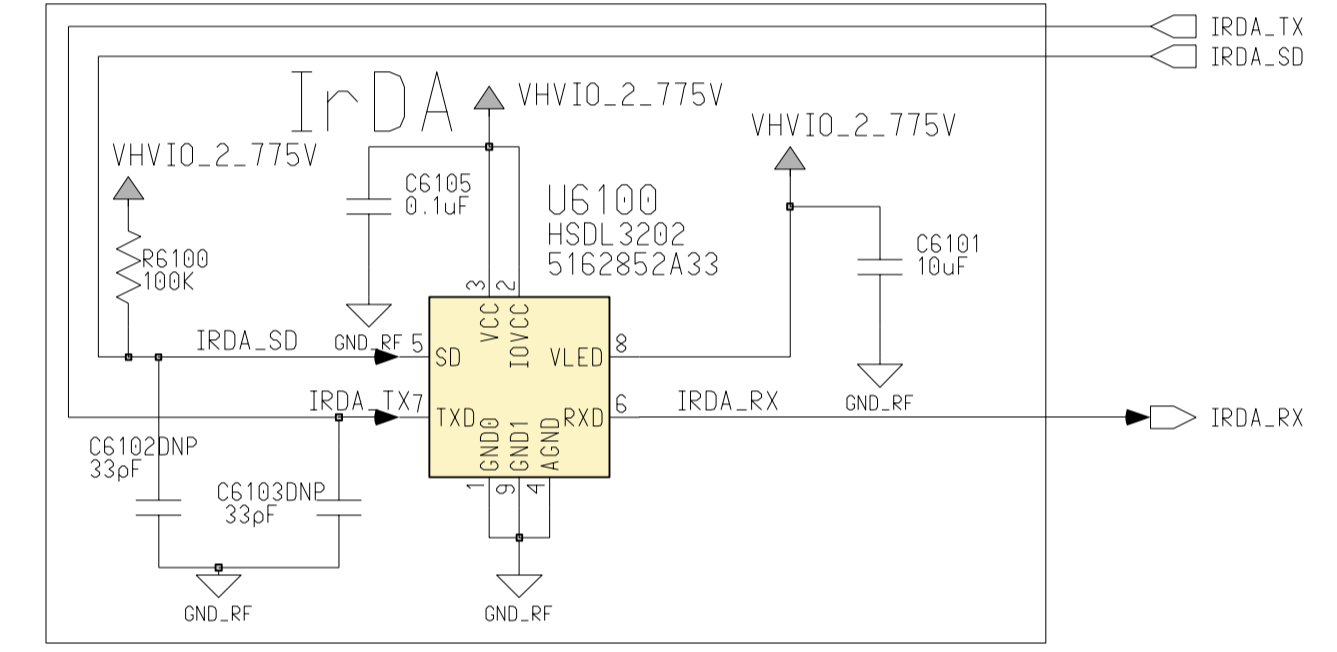 IRDA_TX
IRDA_SD
IrDA
VHVIO_2_775V
VHVIO_2_775V
VHVIO_2_775V
C6105
0.1uF
U6100
HSDL3202
5162852A33
R6100
100K
C6101
10uF
3
2
VCC
IOVCC
GND_RF
IRDA_SD
5
SD
VLED
8
GND_RF
IRDA_TX
7
TXD
RXD
6
IRDA_RX
IRDA_RX
GND0
GND1
AGND
1
9
4
C6102DNP
33pF
C6103DNP
33pF
GND_RF
GND_RF